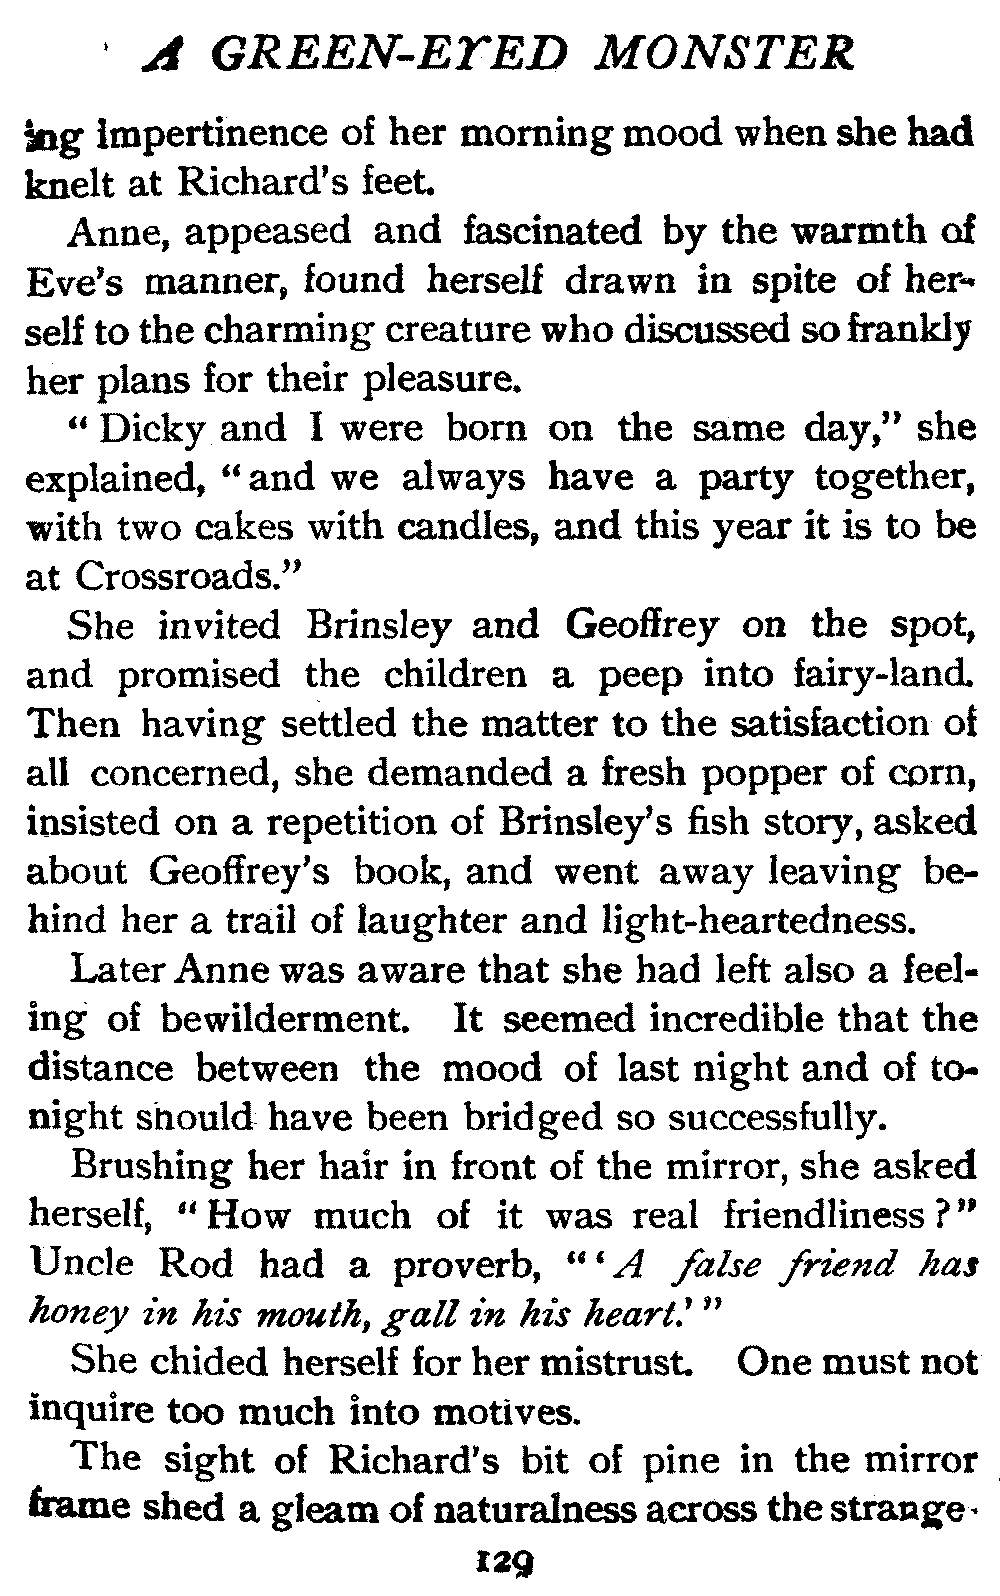 A GREEN-EYED MONSTER
ing impertinence of her morning mood when she had
knelt at Richard's feet.
Anne, appeased and fascinated by the warmth of
Eve's manner, found herself drawn in spite of her-
self to the charming creature who discussed so frankly
her plans for their pleasure.
"Dicky and I were born on the same day," she
explained, "and we always have a party together,
with two cakes with candles, and this year it is to be
at Crossroads."
She invited Brinsley and Geoffrey on the spot,
and promised the children a peep into fairy-land.
Then having settled the matter to the satisfaction of
all concerned, she demanded a fresh popper of corn,
insisted on a repetition of Brinsley's fish story, asked
about Geoffrey's book, and went away leaving be-
hind her a trail of laughter and light-heartedness.
Later Anne was aware that she had left also a feel-
ing of bewilderment. It seemed incredible that the
distance between the mood of last night and of to-
night should have been bridged so successfully.
Brushing her hair in front of the mirror, she asked
herself, "How much of it was real friendliness?"
Uncle Rod had a proverb, "'A false friend has
honey in his mouth, gall in his heart.'"
She chided herself for her mistrust. One must not
inquire too much into motives.
The sight of Richard's bit of pine in the mirror
frame shed a gleam of naturalness across the strange-
129